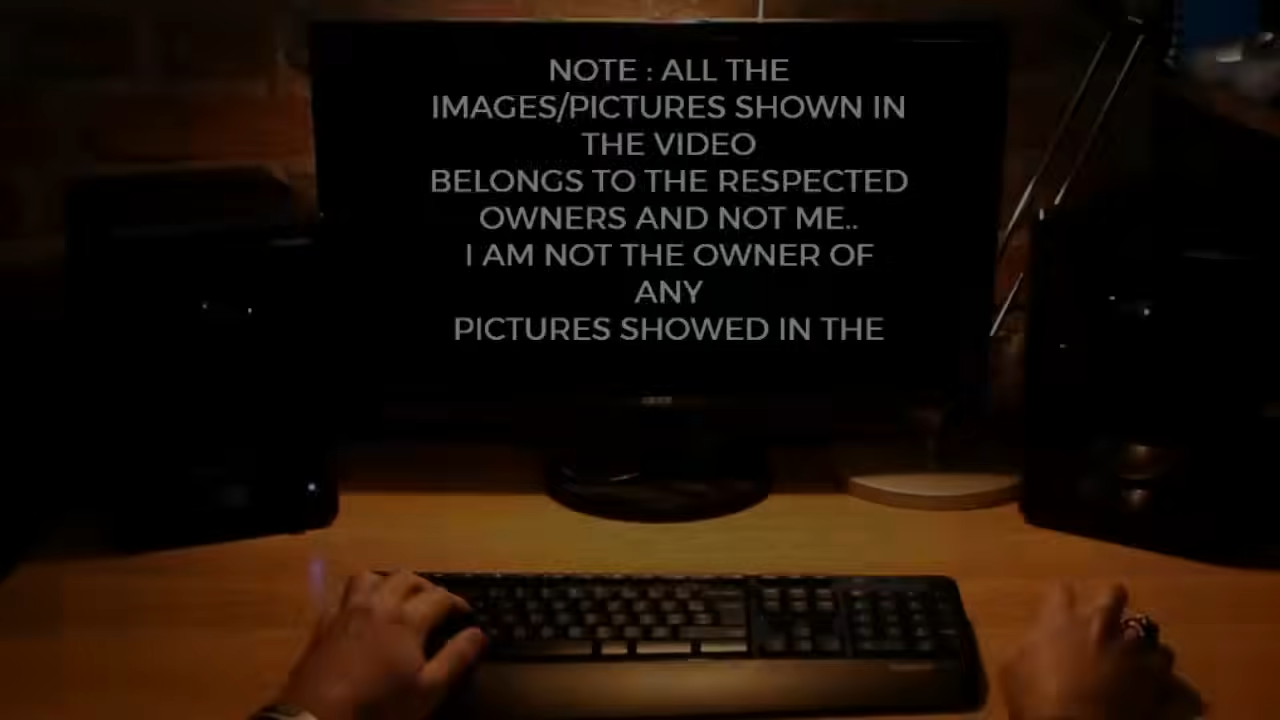 NOTE : ALL THE
IMAGES/PICTURES SHOWN IN
THE VIDEO
BELONGS TO THE RESPECTED
OWNERS AND NOT ME..
I AM NOT THE OWNER OF
ANY
PICTURES SHOWED IN THE